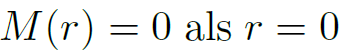 M(r) = 0 als r = 0